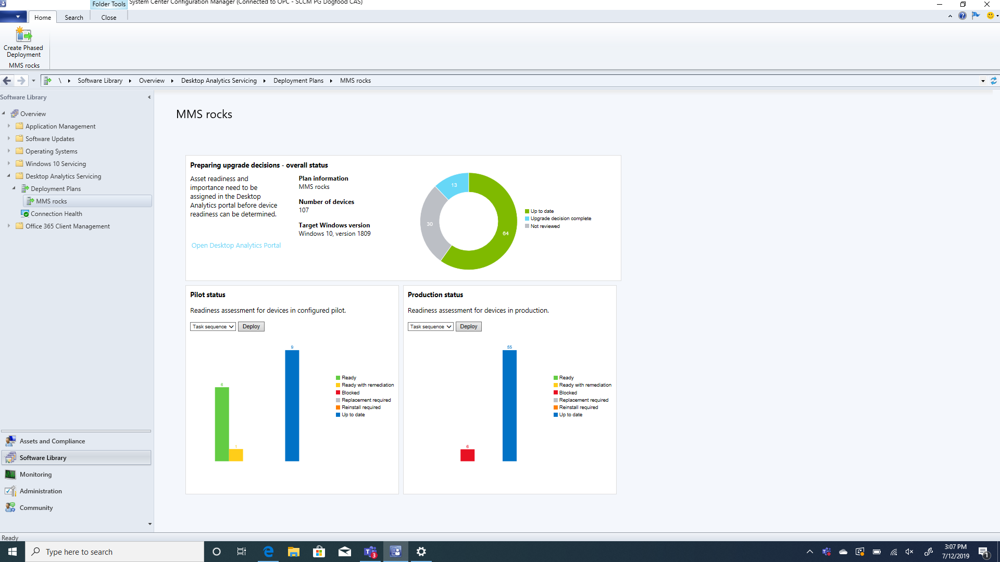 Folder Tools
System Center Configuration Manager (Connected to OPC - SCCM PG Dogfood CAS)
Home
Search
Close
Create Phased
Deployment
MMS rocks
\ Software Library Overview Desktop Analytics Servicing Deployment Plans MMS rocks
Software Library
Overview
Application Management
Software Updates
Operating Systems
Windows 10 Servicing
Desktop Analytics Servicing
Deployment Plans
MMS rocks
Connection Health
Office 365 Client Management
Assets and Compliance
Software Library
Monitoring
Administration
Community
MMS rocks
Preparing upgrade decisions - overall status
Asset readiness and
importance need to be
assigned in the Desktop
Analytics portal before device
readiness can be determined.
Open Desktop Analytics Portal
Plan information
MMS rocks
Number of devices
107
Target Windows version
Windows 10, version 1809
13
30
64
Up to date
Upgrade decision complete
Not reviewed
Pilot status
Readiness assessment for devices in configured pilot.
Task sequence
Deploy
6
1
9
Ready
Ready with remediation
Blocked
Replacement required
Reinstall required
Up to date
Production status
Readiness assessment for devices in production.
Task sequence
Deploy
6
55
Ready
Ready with remediation
Blocked
Replacement required
Reinstall required
Up to date
Ready
Type here to search
3
3:07 PM
7/12/2019
1